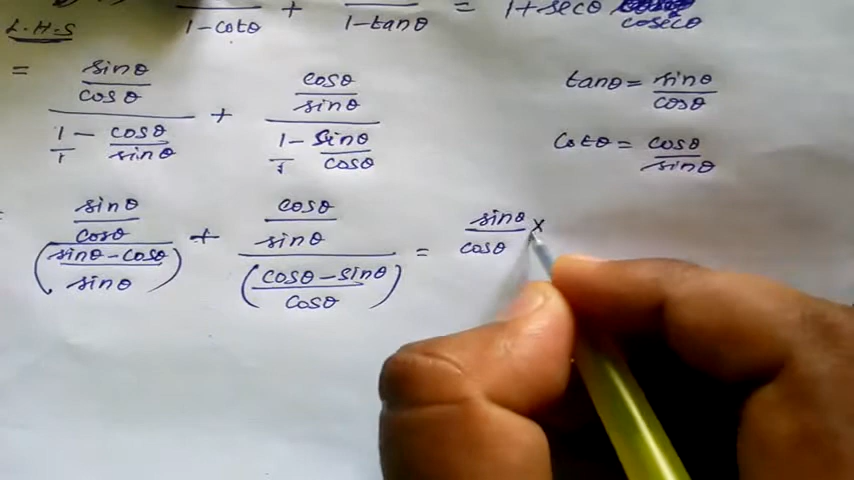 1-cotθ + 1-tanθ = 1+secθ cosecθ
L.H.S
= sinθ/cosθ / 1/1 - cosθ/sinθ + cosθ/sinθ / 1/1 - sinθ/cosθ
tanθ = sinθ/cosθ
cotθ = cosθ/sinθ
= sinθ/cosθ / (sinθ-cosθ/sinθ) + cosθ/sinθ / (cosθ-sinθ/cosθ) = sinθ/cosθ ×